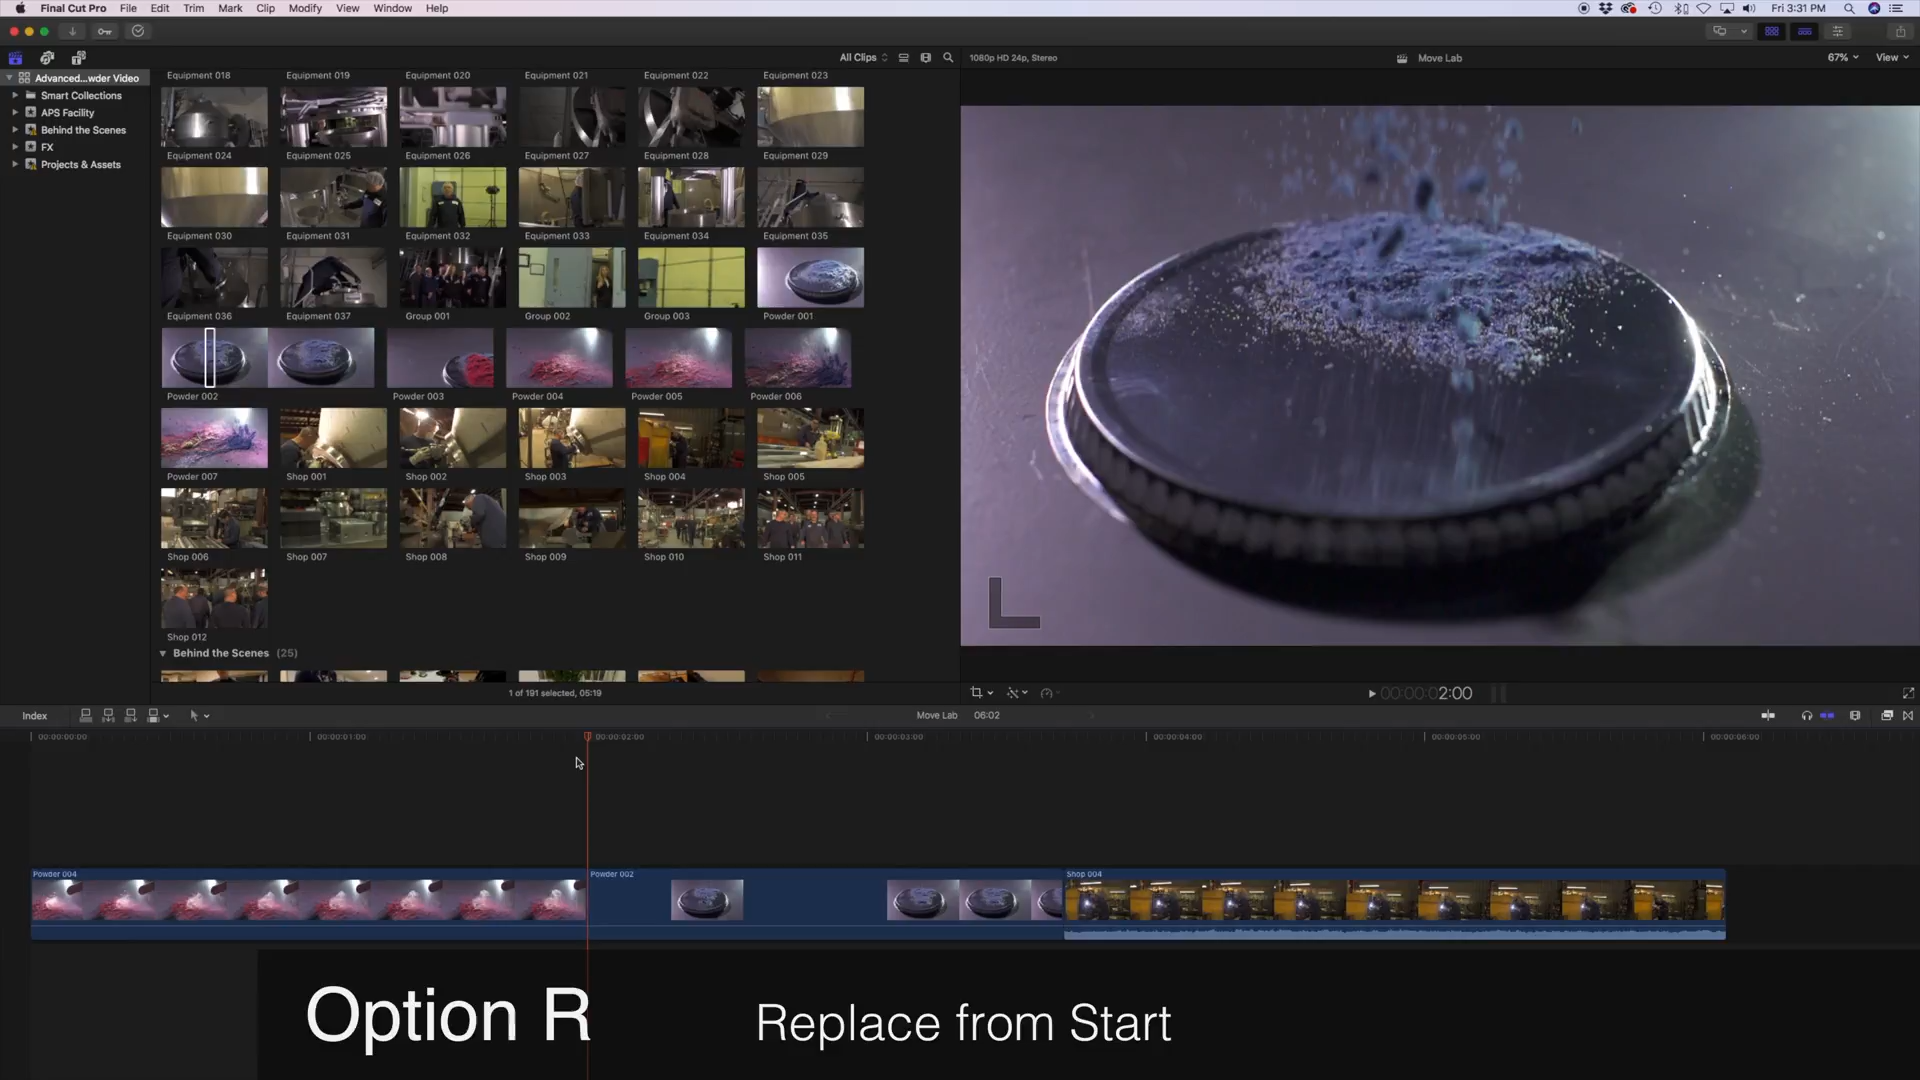 Final Cut Pro File Edit Trim Mark Clip Modify View Window Help Fri 3:31 PM
All Clips 1080p HD 24p, Stereo Move Lab 67% View
Advanced...wder Video
Smart Collections
APS Facility
Behind the Scenes
FX
Projects & Assets
Equipment 018 Equipment 019 Equipment 020 Equipment 021 Equipment 022 Equipment 023
Equipment 024 Equipment 025 Equipment 026 Equipment 027 Equipment 028 Equipment 029
Equipment 030 Equipment 031 Equipment 032 Equipment 033 Equipment 034 Equipment 035
Equipment 036 Equipment 037 Group 001 Group 002 Group 003 Powder 001
Powder 002 Powder 003 Powder 004 Powder 005 Powder 006
Powder 007 Shop 001 Shop 002 Shop 003 Shop 004 Shop 005
Shop 006 Shop 007 Shop 008 Shop 009 Shop 010 Shop 011
Shop 012
Behind the Scenes (25)
1 of 191 selected, 05:19 00:00:02:00
Index Move Lab 06:02
00:00:00:00 00:00:01:00 00:00:02:00 00:00:03:00 00:00:04:00 00:00:05:00 00:00:06:00
Powder 004 Powder 002 Shop 004
Option R Replace from Start